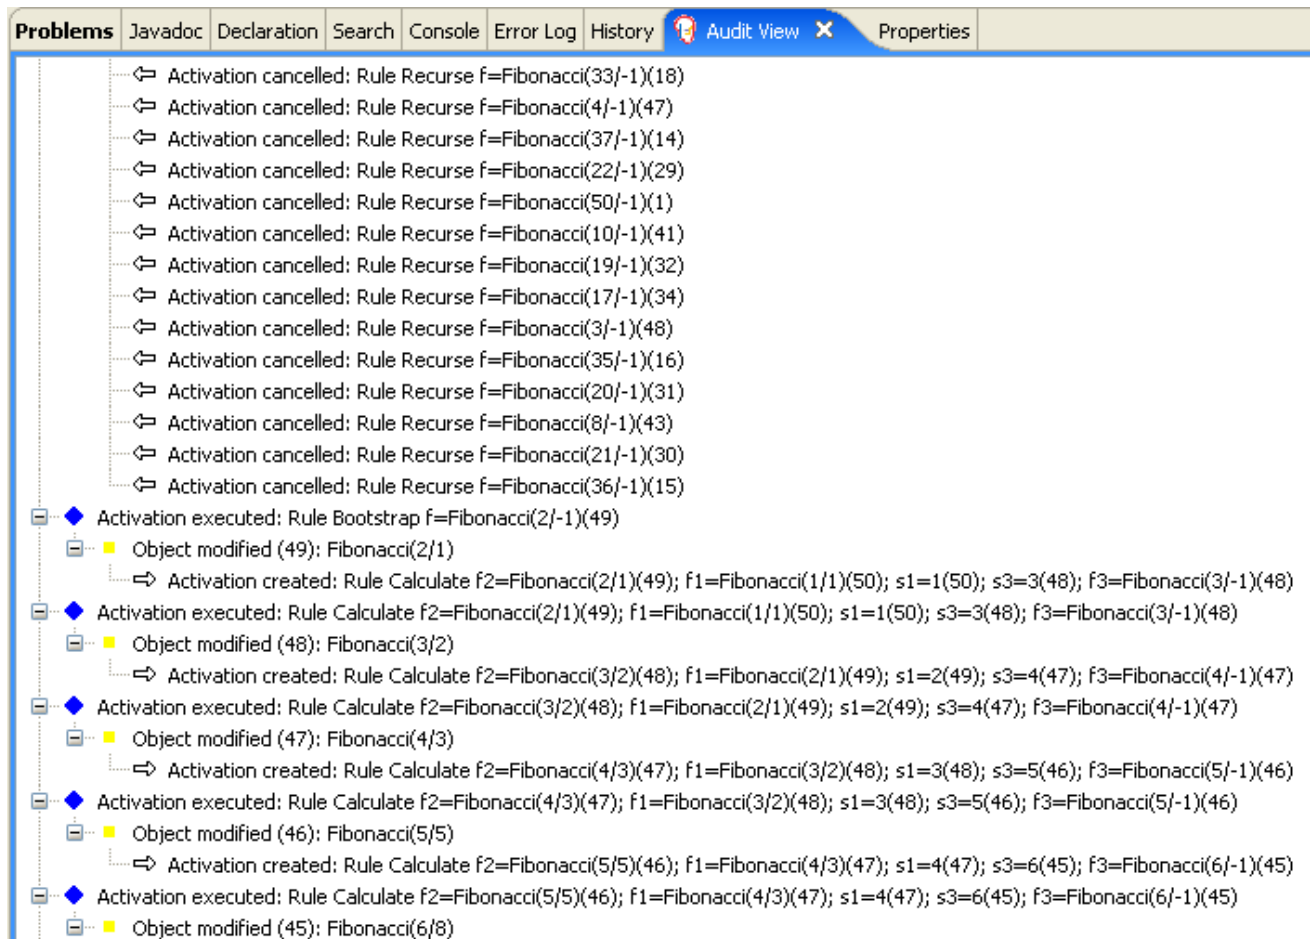 Problems Javadoc Declaration Search Console Error Log History Audit View Properties
Activation cancelled: Rule Recurse f=Fibonacci(33/-1)(18)
Activation cancelled: Rule Recurse f=Fibonacci(4/-1)(47)
Activation cancelled: Rule Recurse f=Fibonacci(37/-1)(14)
Activation cancelled: Rule Recurse f=Fibonacci(22/-1)(29)
Activation cancelled: Rule Recurse f=Fibonacci(50/-1)(1)
Activation cancelled: Rule Recurse f=Fibonacci(10/-1)(41)
Activation cancelled: Rule Recurse f=Fibonacci(19/-1)(32)
Activation cancelled: Rule Recurse f=Fibonacci(17/-1)(34)
Activation cancelled: Rule Recurse f=Fibonacci(3/-1)(48)
Activation cancelled: Rule Recurse f=Fibonacci(35/-1)(16)
Activation cancelled: Rule Recurse f=Fibonacci(20/-1)(31)
Activation cancelled: Rule Recurse f=Fibonacci(8/-1)(43)
Activation cancelled: Rule Recurse f=Fibonacci(21/-1)(30)
Activation cancelled: Rule Recurse f=Fibonacci(36/-1)(15)
Activation executed: Rule Bootstrap f=Fibonacci(2/-1)(49)
Object modified (49): Fibonacci(2/1)
Activation created: Rule Calculate f2=Fibonacci(2/1)(49); f1=Fibonacci(1/1)(50); s1=1(50); s3=3(48); f3=Fibonacci(3/-1)(48)
Activation executed: Rule Calculate f2=Fibonacci(2/1)(49); f1=Fibonacci(1/1)(50); s1=1(50); s3=3(48); f3=Fibonacci(3/-1)(48)
Object modified (48): Fibonacci(3/2)
Activation created: Rule Calculate f2=Fibonacci(3/2)(48); f1=Fibonacci(2/1)(49); s1=2(49); s3=4(47); f3=Fibonacci(4/-1)(47)
Activation executed: Rule Calculate f2=Fibonacci(3/2)(48); f1=Fibonacci(2/1)(49); s1=2(49); s3=4(47); f3=Fibonacci(4/-1)(47)
Object modified (47): Fibonacci(4/3)
Activation created: Rule Calculate f2=Fibonacci(4/3)(47); f1=Fibonacci(3/2)(48); s1=3(48); s3=5(46); f3=Fibonacci(5/-1)(46)
Activation executed: Rule Calculate f2=Fibonacci(4/3)(47); f1=Fibonacci(3/2)(48); s1=3(48); s3=5(46); f3=Fibonacci(5/-1)(46)
Object modified (46): Fibonacci(5/5)
Activation created: Rule Calculate f2=Fibonacci(5/5)(46); f1=Fibonacci(4/3)(47); s1=4(47); s3=6(45); f3=Fibonacci(6/-1)(45)
Activation executed: Rule Calculate f2=Fibonacci(5/5)(46); f1=Fibonacci(4/3)(47); s1=4(47); s3=6(45); f3=Fibonacci(6/-1)(45)
Object modified (45): Fibonacci(6/8)